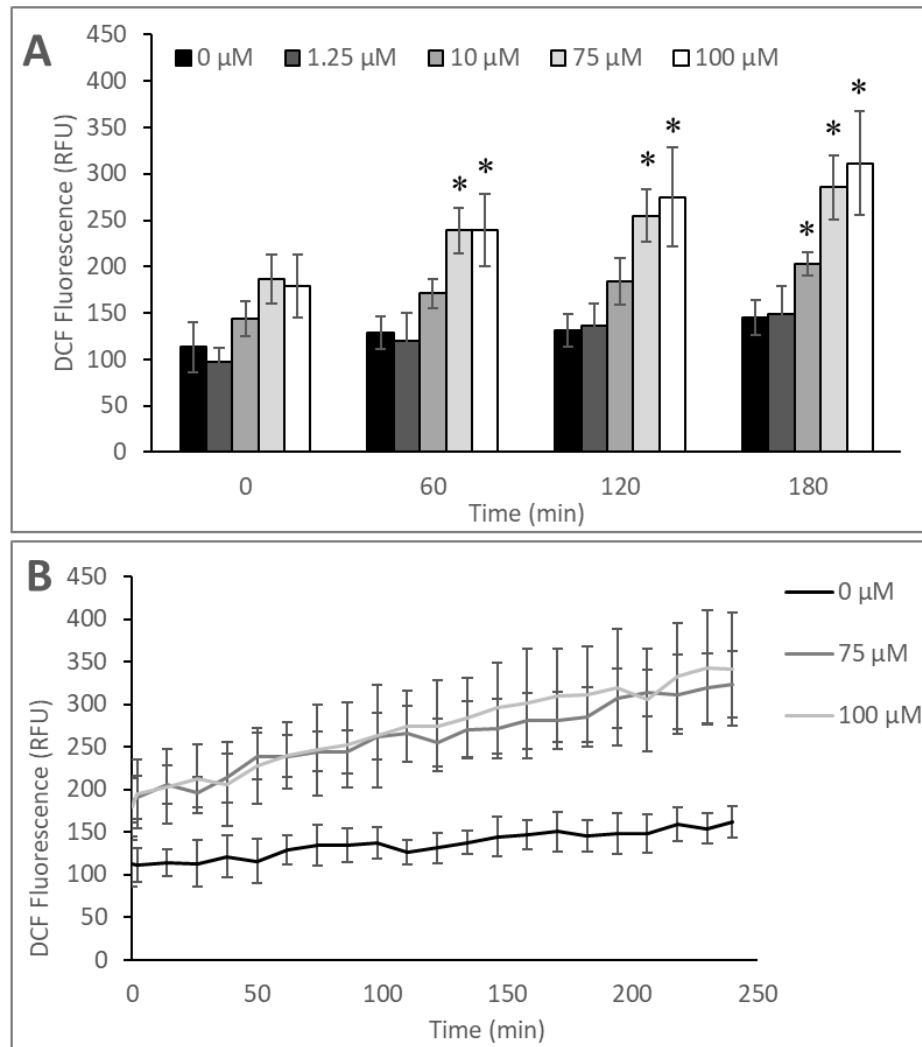 A
450
400
350
300
250
200
150
100
50
0
DCF Fluorescence (RFU)
0 µM 1.25 µM 10 µM 75 µM 100 µM
* *
* *
* * *
0 60 120 180
Time (min)
B
450
400
350
300
250
200
150
100
50
0
DCF Fluorescence (RFU)
0 µM
75 µM
100 µM
0 50 100 150 200 250
Time (min)